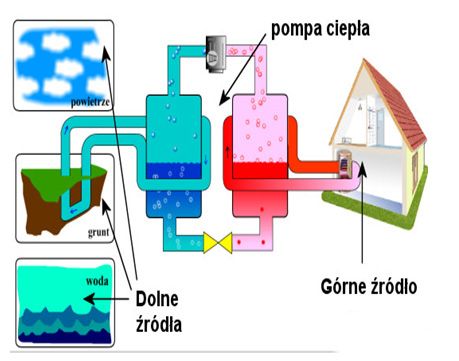 pompa ciepła
powietrze
grunt
woda
Dolne
źródła
Górne źródło